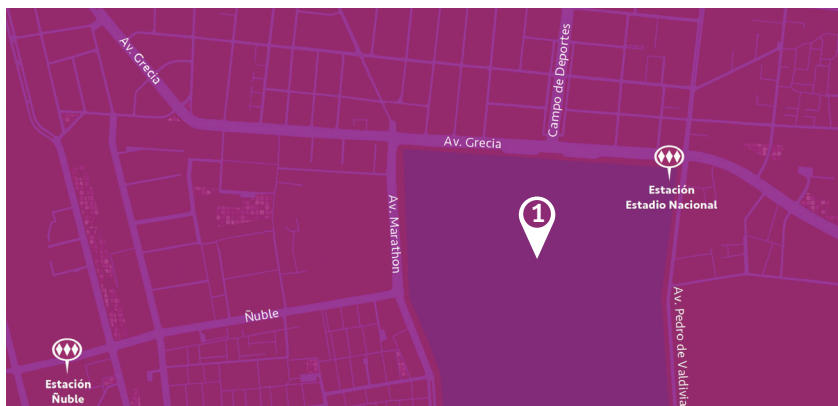 Av. Grecia
Campo de Deportes
Av. Grecia
Estación
Estadio Nacional
1
Av. Marathon
Ñuble
Av. Pedro de Valdivia
Estación
Ñuble